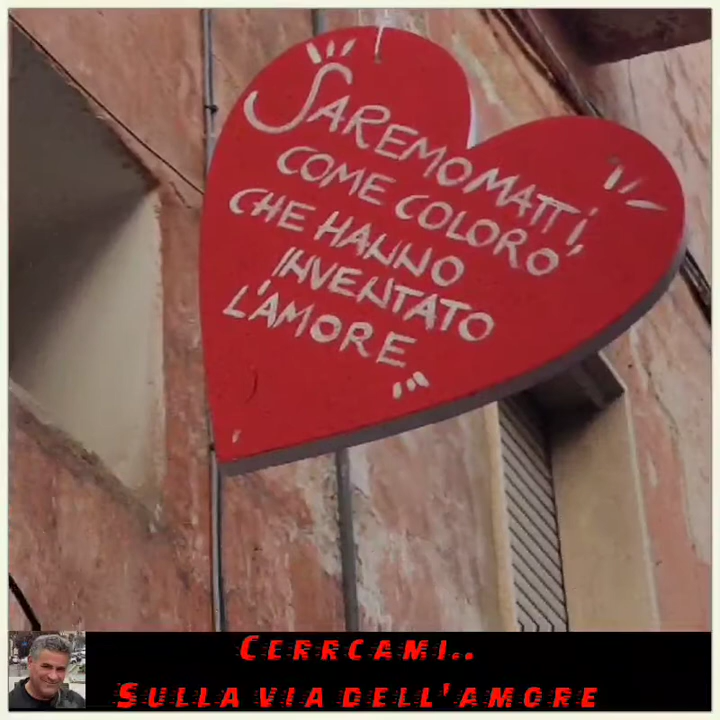 SAREMO MATTI,
COME COLORO
CHE HANNO
INVENTATO
L'AMORE
CERRCAMI..
SULLA VIA DELL'AMORE